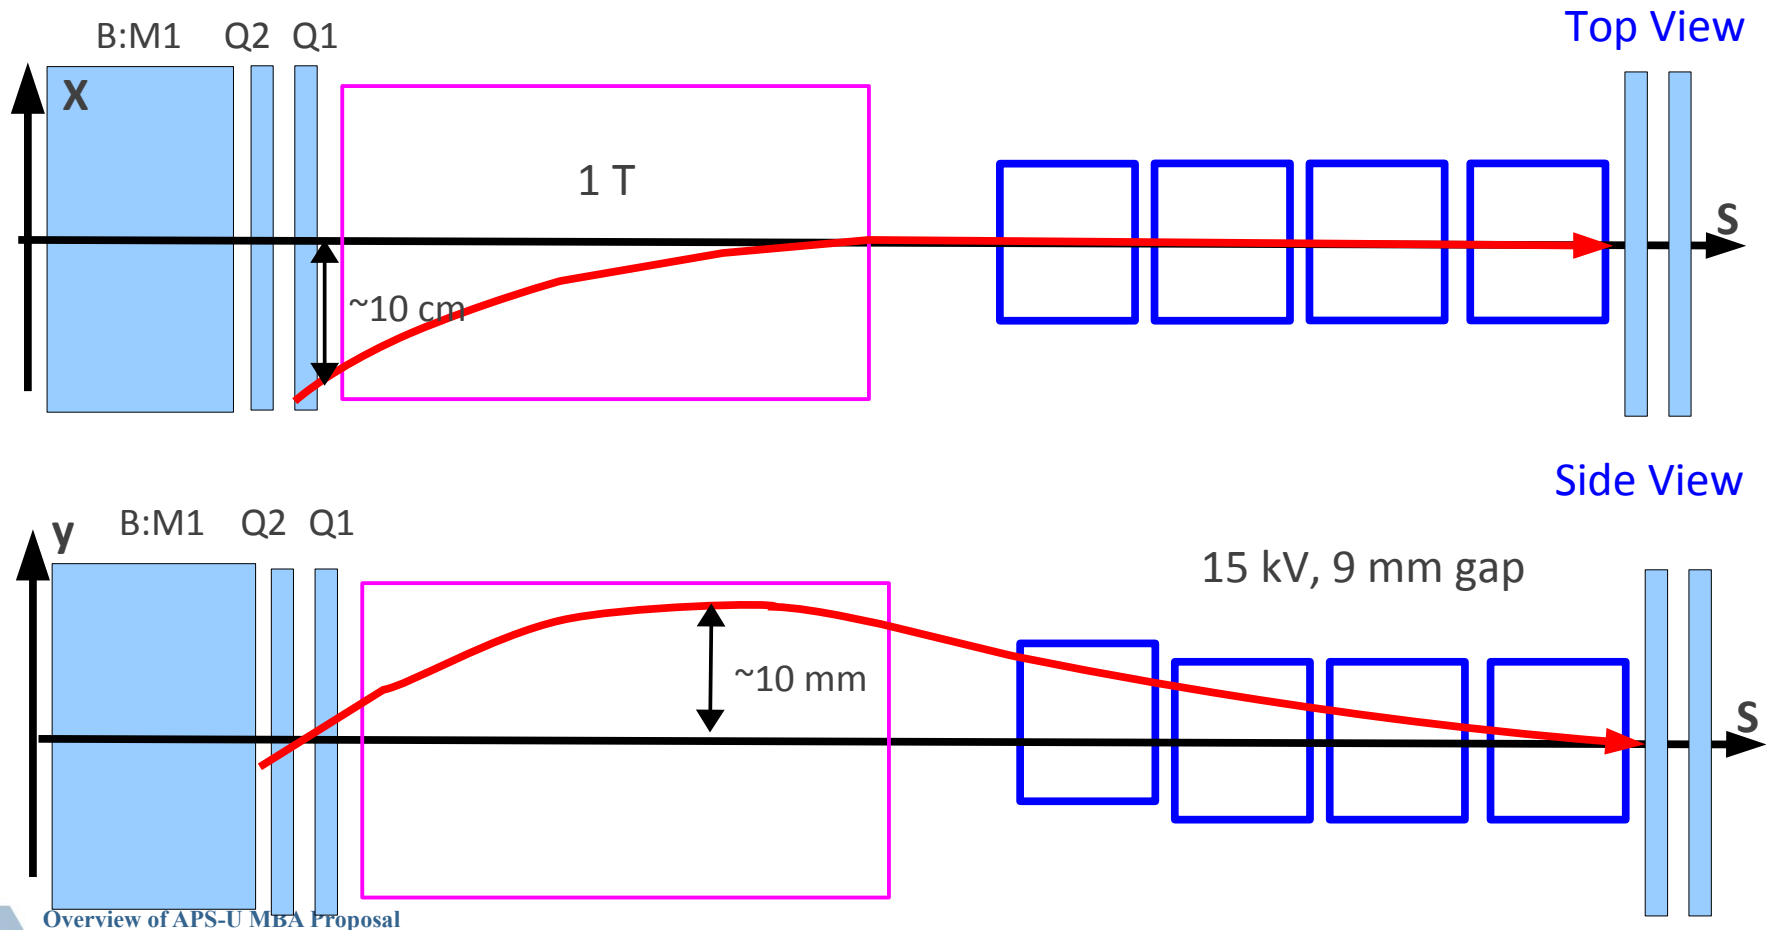 Top View
B:M1 Q2 Q1
X
1 T
S
~10 cm
Side View
B:M1 Q2 Q1
y
15 kV, 9 mm gap
~10 mm
S
Overview of APS-U MBA Proposal